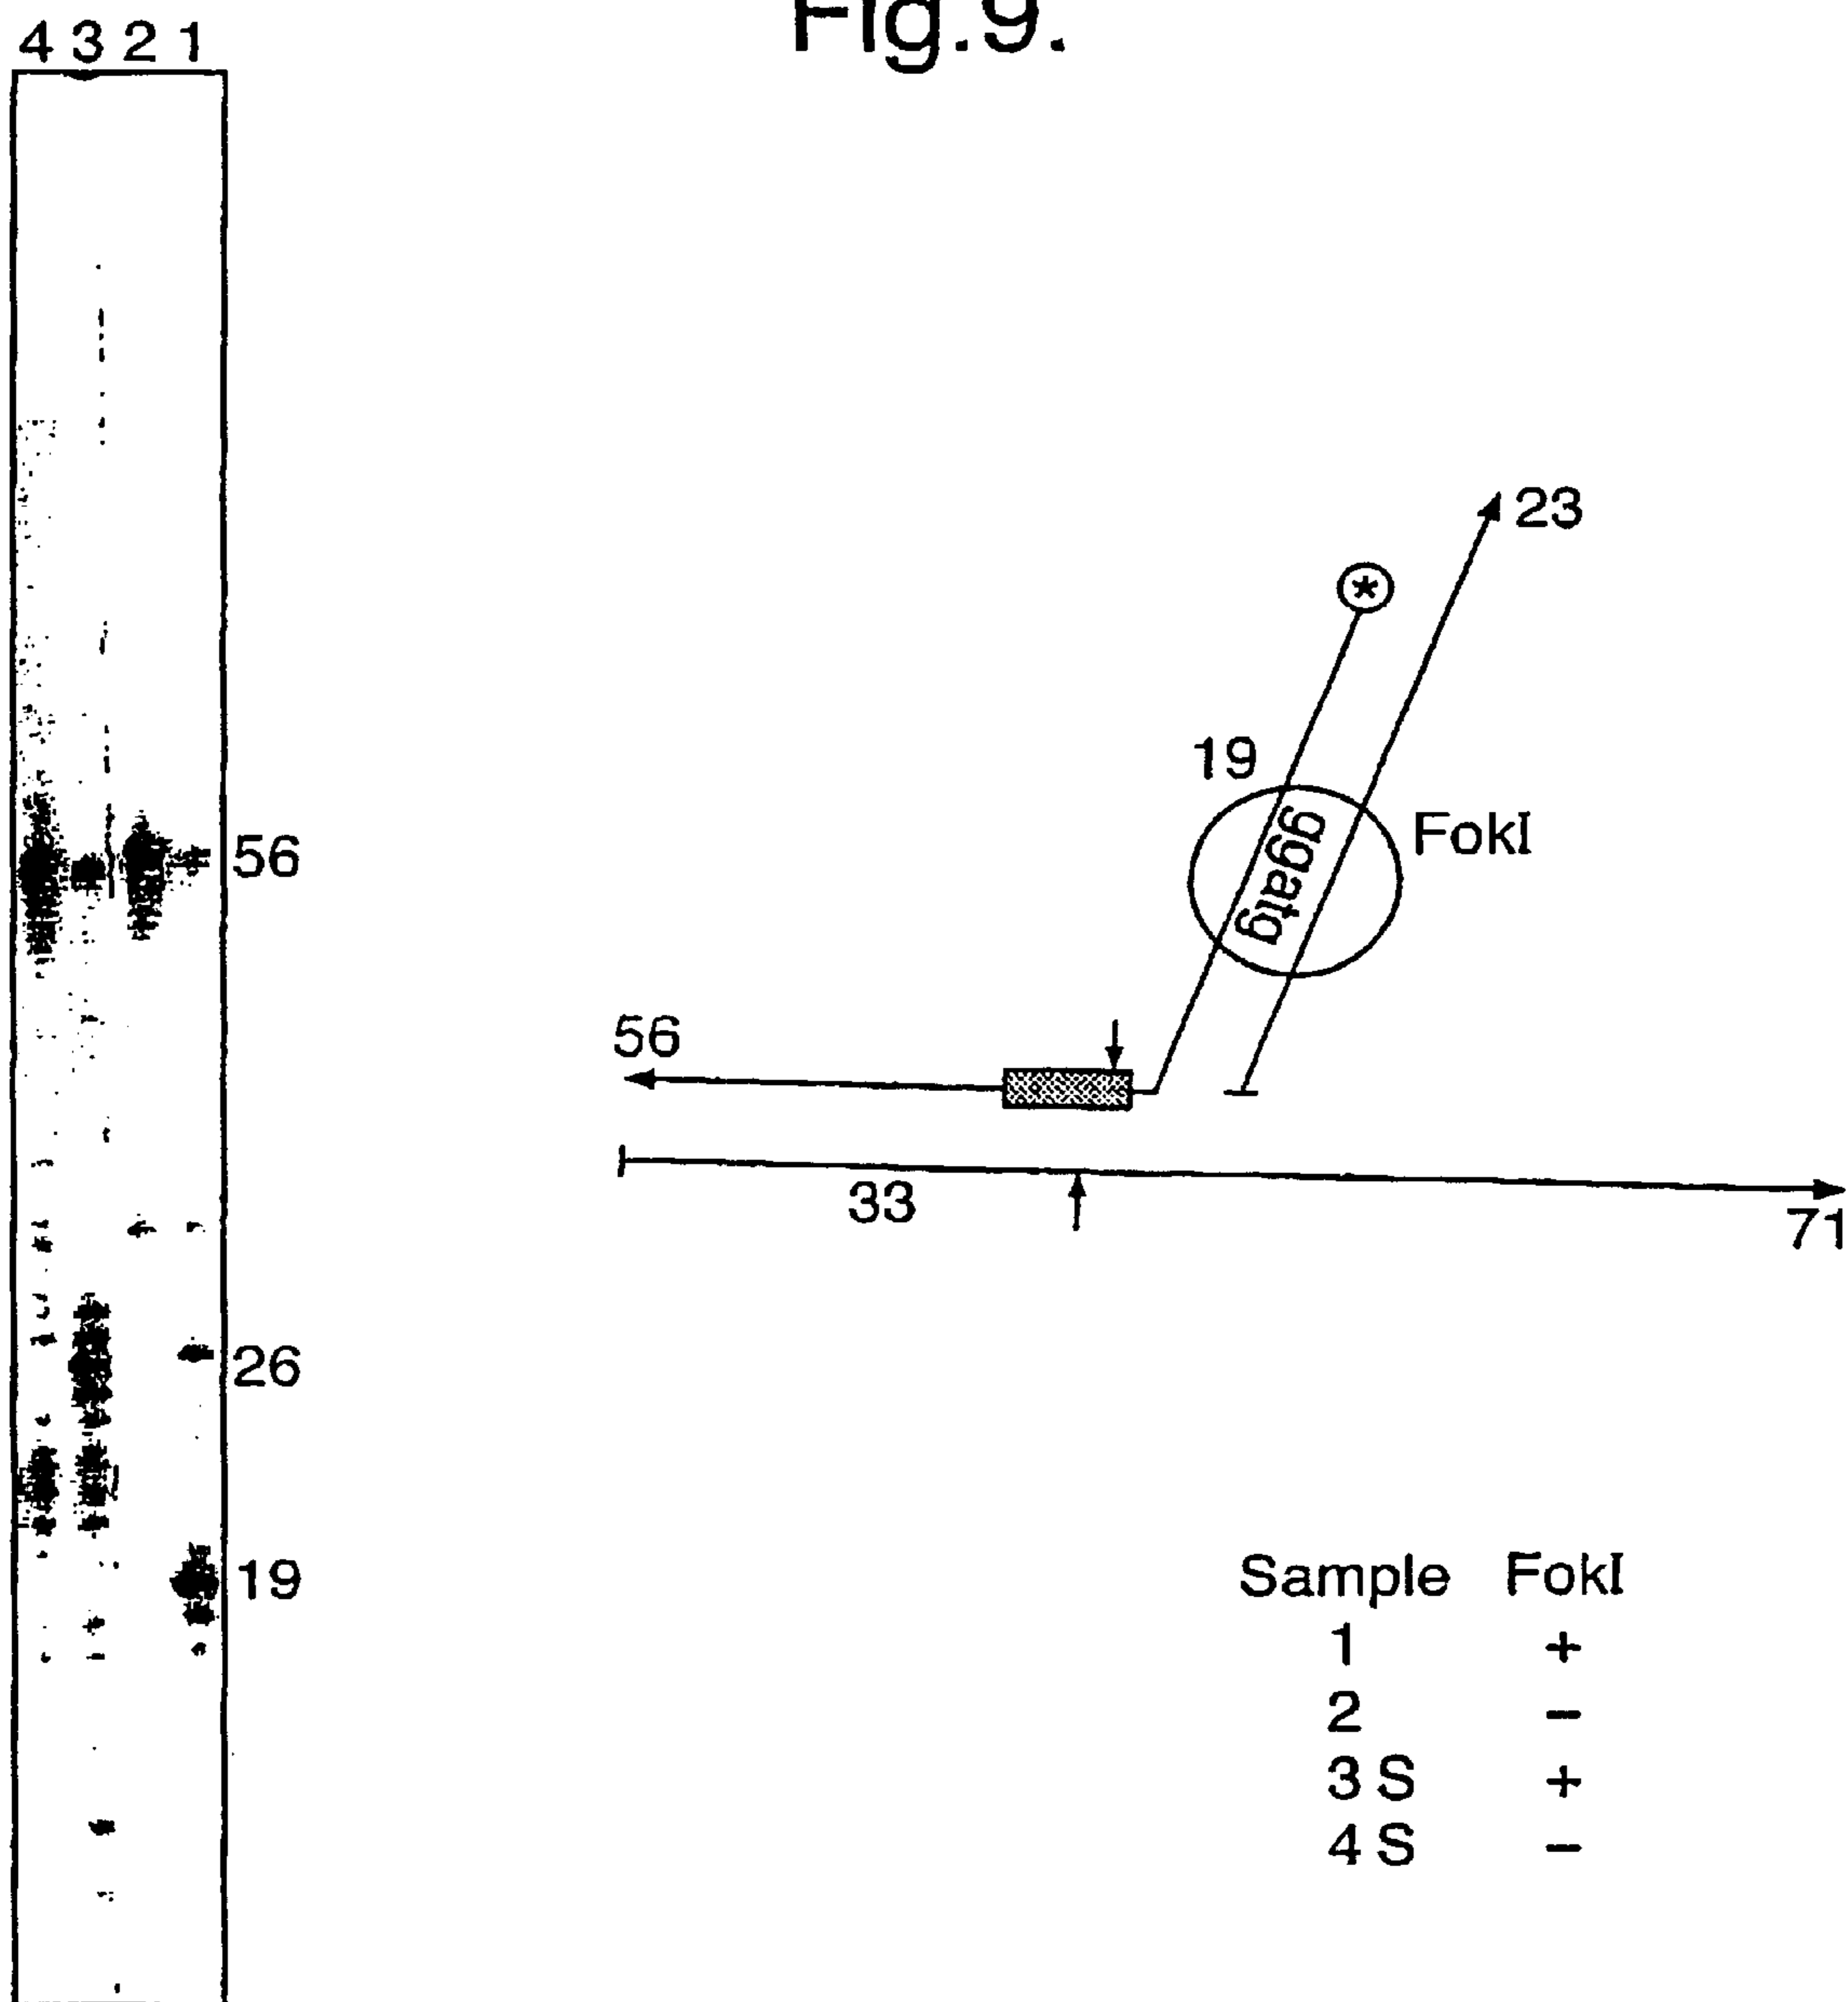 Fig.9.
4 3 2 1
23
*
19
FokI
ggatg
56
56
33
71
26
19
Sample FokI
1 +
2 −
3 S +
4 S −